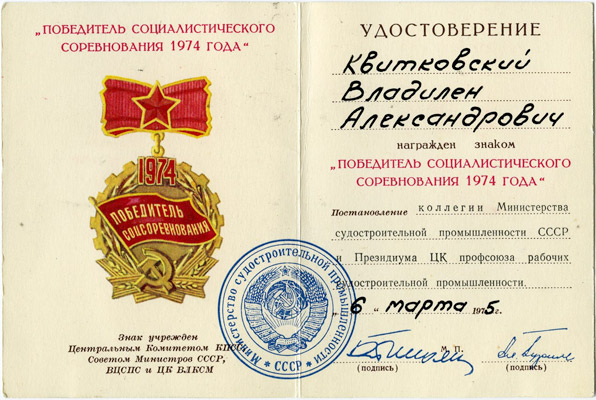 „ПОБЕДИТЕЛЬ СОЦИАЛИСТИЧЕСКОГО
СОРЕВНОВАНИЯ 1974 ГОДА“
1974
ПОБЕДИТЕЛЬ
СОЦСОРЕВНОВАНИЯ
Знак учрежден
Центральным Комитетом КПСС,
Советом Министров СССР,
ВЦСПС и ЦК ВЛКСМ
Министерство судостроительной промышленности
СССР
УДОСТОВЕРЕНИЕ
Квитковский
Владилен
Александрович
награжден знаком
„ПОБЕДИТЕЛЬ СОЦИАЛИСТИЧЕСКОГО
СОРЕВНОВАНИЯ 1974 ГОДА“
Постановление коллегии Министерства
судостроительной промышленности СССР
и Президиума ЦК профсоюза рабочих
судостроительной промышленности.
„6“ марта 1975г.
М. П.
(подпись) (подпись)